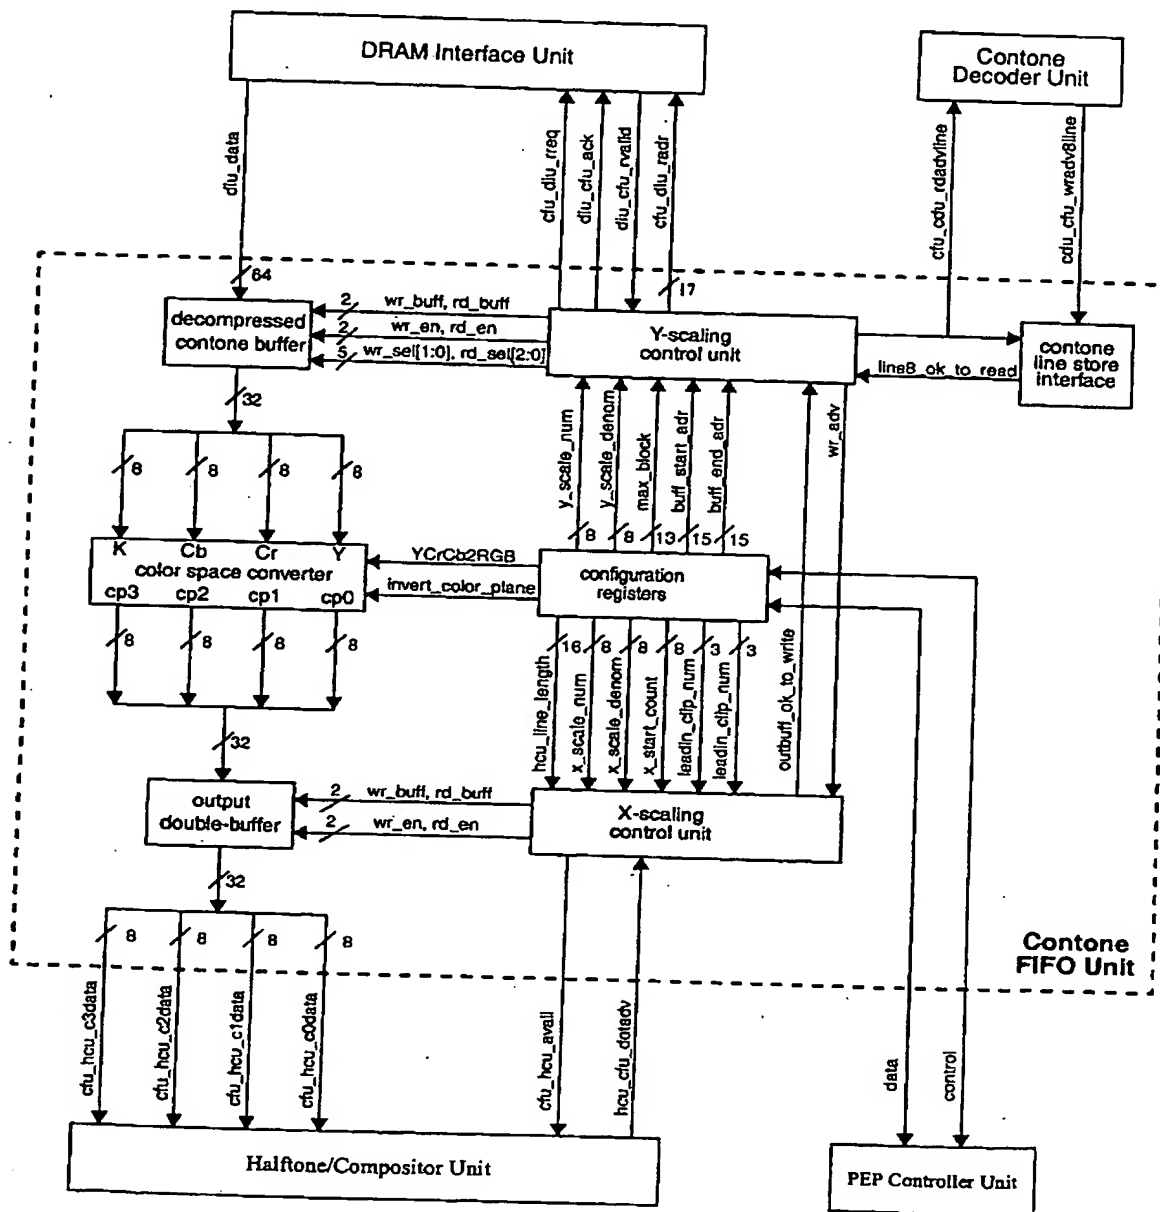 DRAM Interface Unit
Contone
Decoder Unit
diu_data
cfu_diu_rreq
diu_cfu_ack
diu_cfu_rvalid
cfu_diu_radr
cfu_cdu_rdadvline
cdu_cfu_wradv8line
64
17
decompressed
contone buffer
2
wr_buff, rd_buff
2
wr_en, rd_en
5
wr_sel[1:0], rd_sel[2:0]
Y-scaling
control unit
line8_ok_to_read
contone
line store
interface
32
8
8
8
8
y_scale_num
y_scale_denom
max_block
buff_start_adr
buff_end_adr
wr_adv
8
8
13
15
15
K
Cb
Cr
Y
color space converter
cp3
cp2
cp1
cp0
YCrCb2RGB
invert_color_plane
configuration
registers
8
8
8
8
16
8
8
8
3
3
hcu_line_length
x_scale_num
x_scale_denom
x_start_count
leadin_clip_num
leadin_clip_num
outbuff_ok_to_write
32
output
double-buffer
2
wr_buff, rd_buff
2
wr_en, rd_en
X-scaling
control unit
32
8
8
8
8
Contone
FIFO Unit
cfu_hcu_c3data
cfu_hcu_c2data
cfu_hcu_c1data
cfu_hcu_c0data
cfu_hcu_avail
hcu_cfu_dotadv
data
control
Halftone/Compositor Unit
PEP Controller Unit